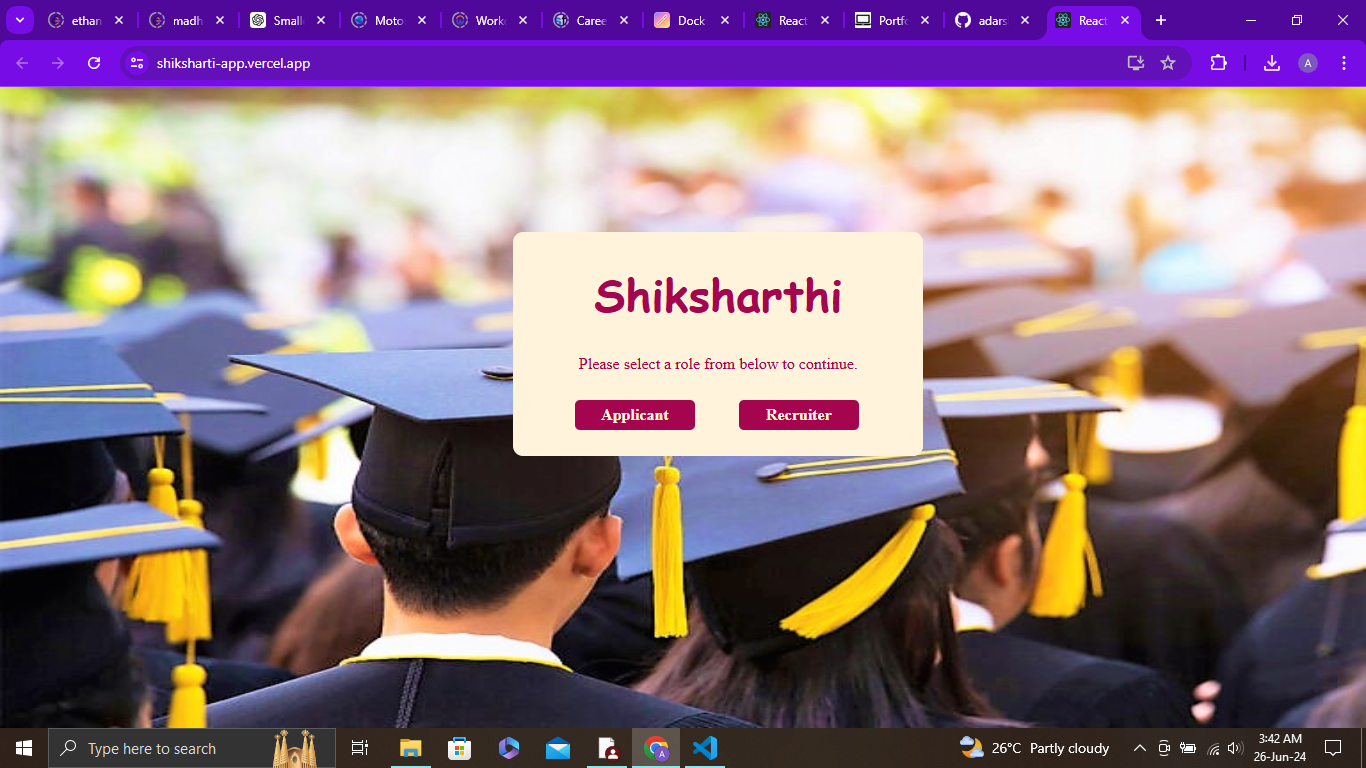 ethan
madh
Small
Moto
Work
Caree
Dock
React
Portfo
adars
React
shiksharti-app.vercel.app
A
Shiksharthi
Please select a role from below to continue.
Applicant Recruiter
Type here to search
A
26°C Partly cloudy
3:42 AM
26-Jun-24